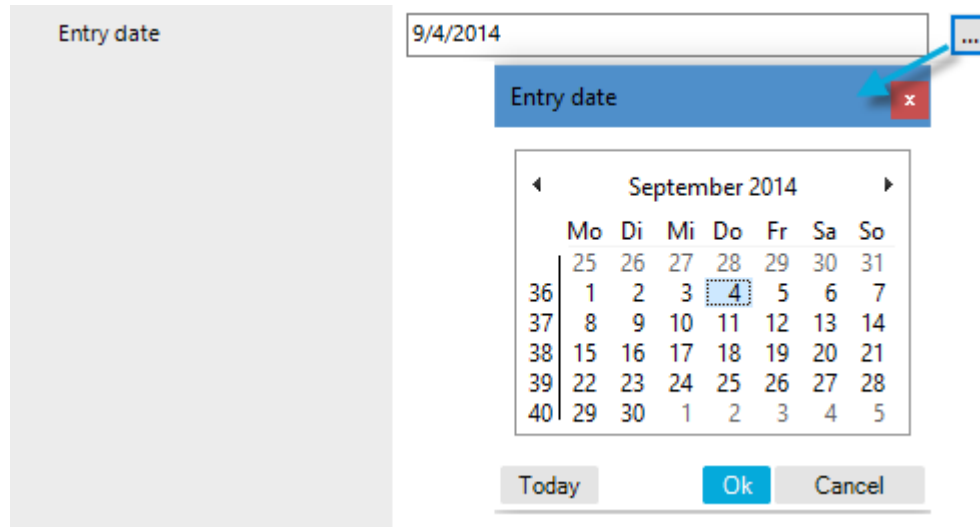 Entry date 9/4/2014 ...
Entry date x
September 2014
Mo Di Mi Do Fr Sa So
25 26 27 28 29 30 31
36 1 2 3 4 5 6 7
37 8 9 10 11 12 13 14
38 15 16 17 18 19 20 21
39 22 23 24 25 26 27 28
40 29 30 1 2 3 4 5
Today Ok Cancel